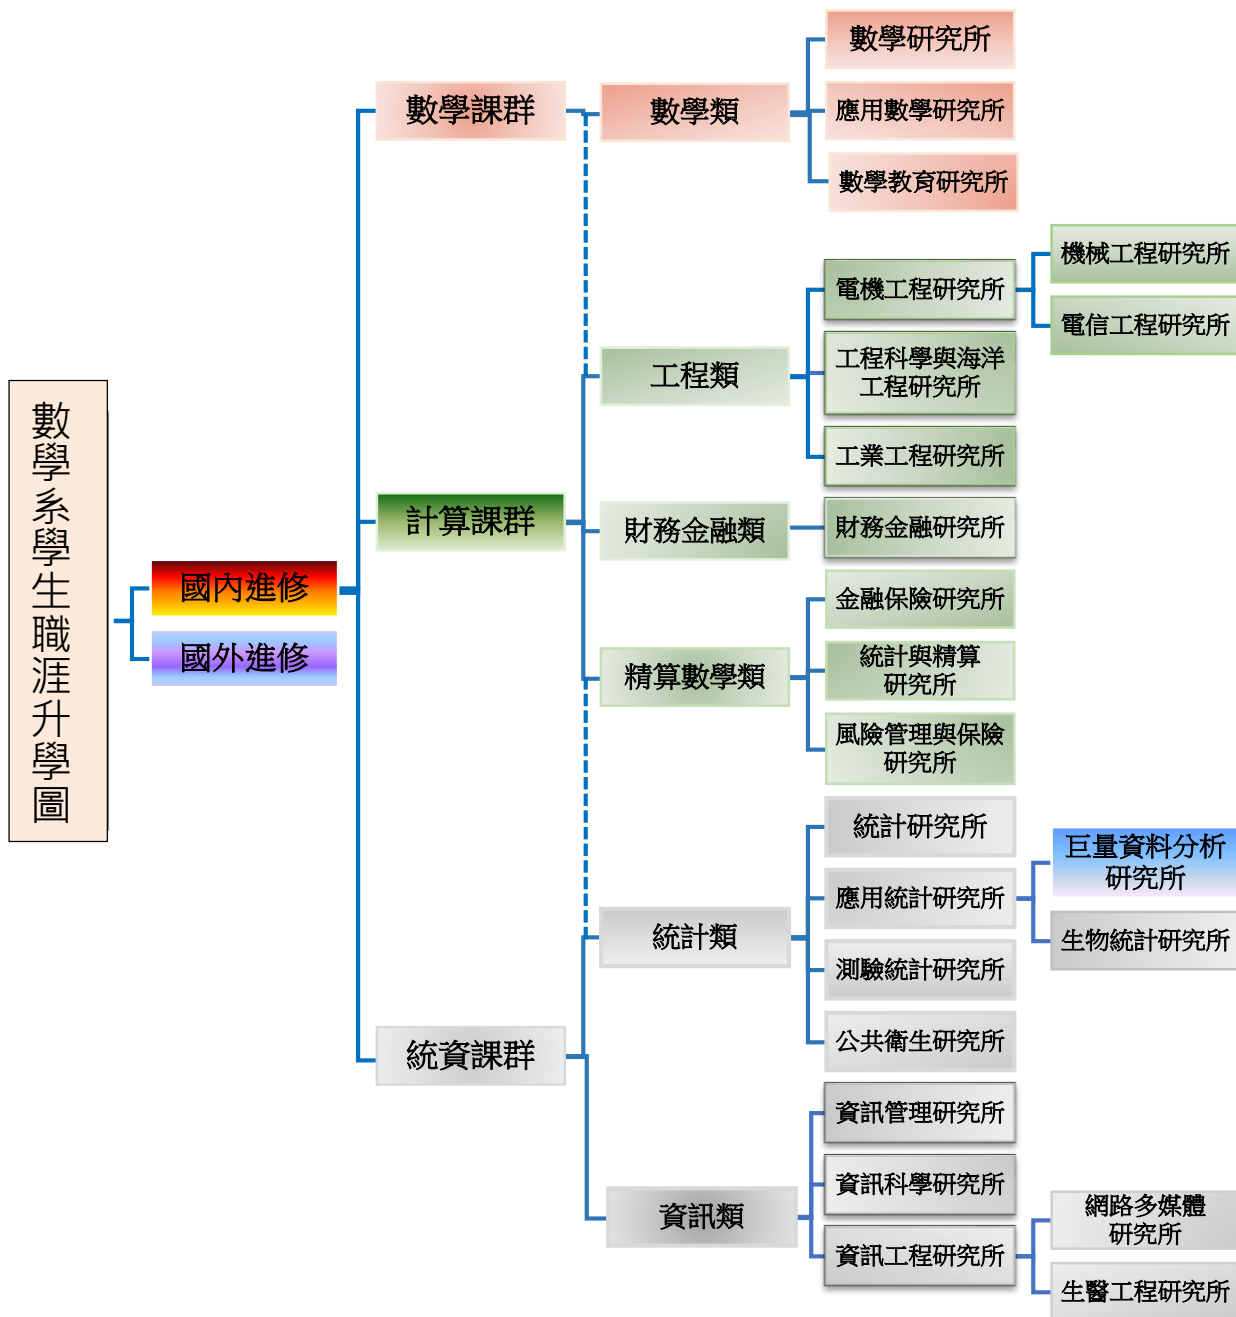 數學系學生職涯升學圖
國內進修
國外進修
數學課群
數學類
數學研究所
應用數學研究所
數學教育研究所
計算課群
工程類
電機工程研究所
機械工程研究所
電信工程研究所
工程科學與海洋
工程研究所
工業工程研究所
財務金融類
財務金融研究所
精算數學類
金融保險研究所
統計與精算
研究所
風險管理與保險
研究所
統資課群
統計類
統計研究所
應用統計研究所
巨量資料分析
研究所
生物統計研究所
測驗統計研究所
公共衛生研究所
資訊類
資訊管理研究所
資訊科學研究所
資訊工程研究所
網路多媒體
研究所
生醫工程研究所